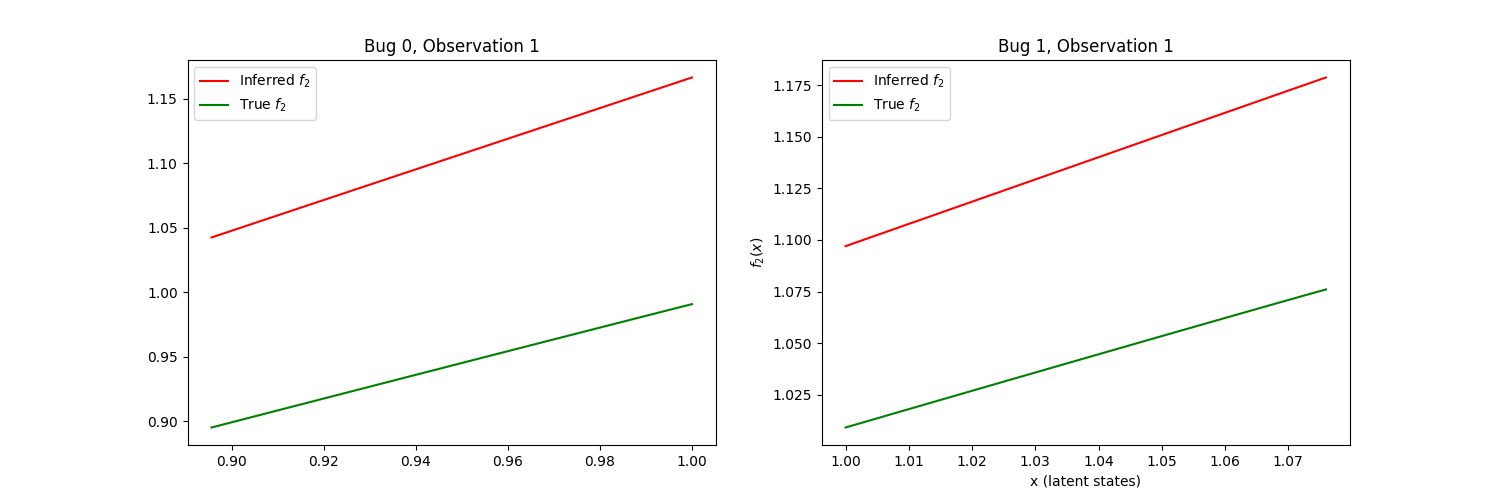 Bug 0, Observation 1
Inferred f₂
True f₂
1.15
1.10
1.05
1.00
0.95
0.90
0.90 0.92 0.94 0.96 0.98 1.00
Bug 1, Observation 1
Inferred f₂
True f₂
f₂(x)
1.175
1.150
1.125
1.100
1.075
1.050
1.025
1.00 1.01 1.02 1.03 1.04 1.05 1.06 1.07
x (latent states)